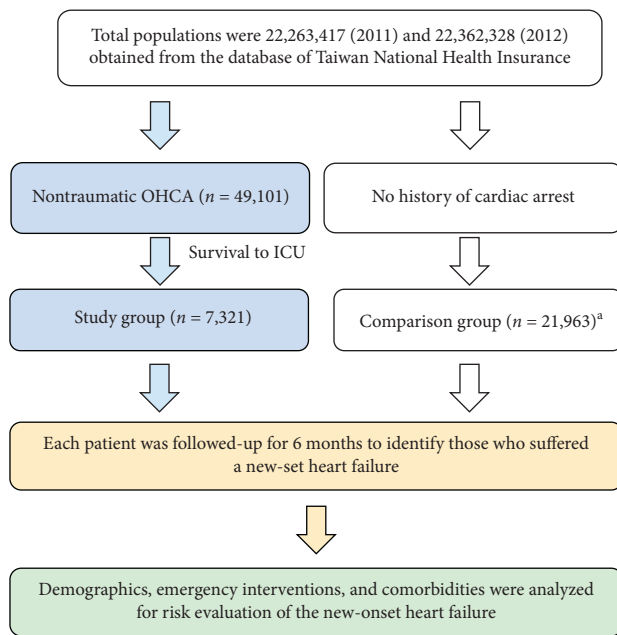 Total populations were 22,263,417 (2011) and 22,362,328 (2012)
obtained from the database of Taiwan National Health Insurance
Nontraumatic OHCA (n = 49,101)
No history of cardiac arrest
Survival to ICU
Study group (n = 7,321)
Comparison group (n = 21,963)ᵃ
Each patient was followed-up for 6 months to identify those who suffered
a new-set heart failure
Demographics, emergency interventions, and comorbidities were analyzed
for risk evaluation of the new-onset heart failure